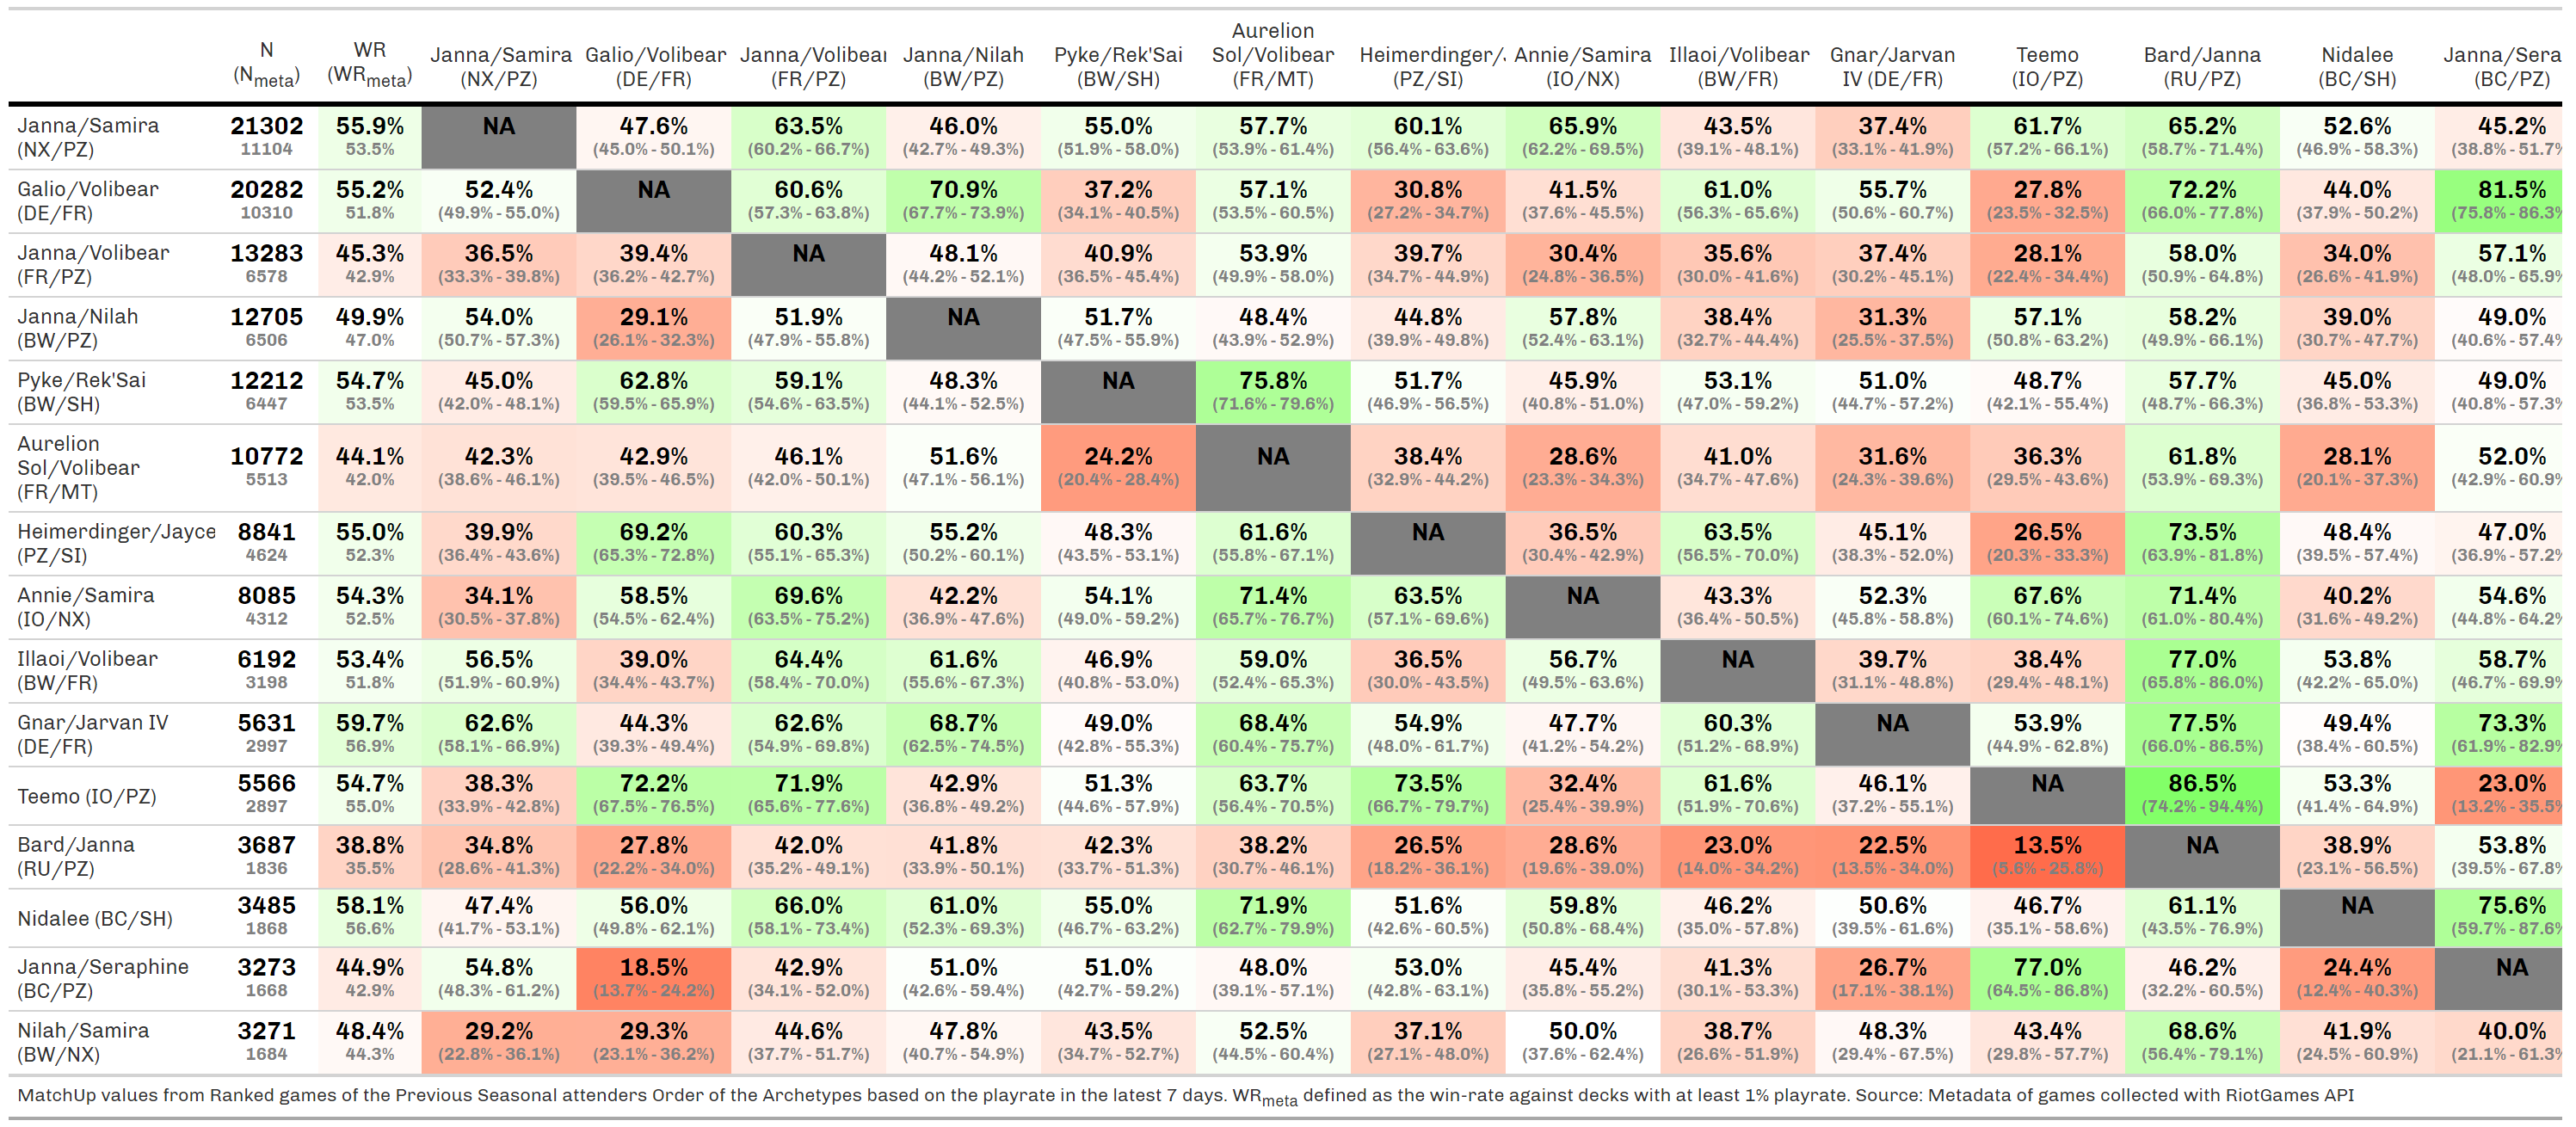 Aurelion
N WR Janna/Samira Galio/Volibear Janna/Volibear Janna/Nilah Pyke/Rek'Sai Sol/Volibear Heimerdinger/ Annie/Samira Illaoi/Volibear Gnar/Jarvan Teemo Bard/Janna Nidalee Janna/Sera
(Nmeta) (WRmeta) (NX/PZ) (DE/FR) (FR/PZ) (BW/PZ) (BW/SH) (FR/MT) (PZ/SI) (IO/NX) (BW/FR) IV (DE/FR) (IO/PZ) (RU/PZ) (BC/SH) (BC/PZ)
Janna/Samira 21302 55.9% NA 47.6% 63.5% 46.0% 55.0% 57.7% 60.1% 65.9% 43.5% 37.4% 61.7% 65.2% 52.6% 45.2%
(NX/PZ) 11104 53.5% (45.0% - 50.1%) (60.2% - 66.7%) (42.7% - 49.3%) (51.9% - 58.0%) (53.9% - 61.4%) (56.4% - 63.6%) (62.2% - 69.5%) (39.1% - 48.1%) (33.1% - 41.9%) (57.2% - 66.1%) (58.7% - 71.4%) (46.9% - 58.3%) (38.8% - 51.7%
Galio/Volibear 20282 55.2% 52.4% NA 60.6% 70.9% 37.2% 57.1% 30.8% 41.5% 61.0% 55.7% 27.8% 72.2% 44.0% 81.5%
(DE/FR) 10310 51.8% (49.9% - 55.0%) (57.3% - 63.8%) (67.7% - 73.9%) (34.1% - 40.5%) (53.5% - 60.5%) (27.2% - 34.7%) (37.6% - 45.5%) (56.3% - 65.6%) (50.6% - 60.7%) (23.5% - 32.5%) (66.0% - 77.8%) (37.9% - 50.2%) (75.8% - 86.3%
Janna/Volibear 13283 45.3% 36.5% 39.4% NA 48.1% 40.9% 53.9% 39.7% 30.4% 35.6% 37.4% 28.1% 58.0% 34.0% 57.1%
(FR/PZ) 6578 42.9% (33.3% - 39.8%) (36.2% - 42.7%) (44.2% - 52.1%) (36.5% - 45.4%) (49.9% - 58.0%) (34.7% - 44.9%) (24.8% - 36.5%) (30.0% - 41.6%) (30.2% - 45.1%) (22.4% - 34.4%) (50.9% - 64.8%) (26.6% - 41.9%) (48.0% - 65.9%
Janna/Nilah 12705 49.9% 54.0% 29.1% 51.9% NA 51.7% 48.4% 44.8% 57.8% 38.4% 31.3% 57.1% 58.2% 39.0% 49.0%
(BW/PZ) 6506 47.0% (50.7% - 57.3%) (26.1% - 32.3%) (47.9% - 55.8%) (47.5% - 55.9%) (43.9% - 52.9%) (39.9% - 49.8%) (52.4% - 63.1%) (32.7% - 44.4%) (25.5% - 37.5%) (50.8% - 63.2%) (49.9% - 66.1%) (30.7% - 47.7%) (40.6% - 57.4%
Pyke/Rek'Sai 12212 54.7% 45.0% 62.8% 59.1% 48.3% NA 75.8% 51.7% 45.9% 53.1% 51.0% 48.7% 57.7% 45.0% 49.0%
(BW/SH) 6447 53.5% (42.0% - 48.1%) (59.5% - 65.9%) (54.6% - 63.5%) (44.1% - 52.5%) (71.6% - 79.6%) (46.9% - 56.5%) (40.8% - 51.0%) (47.0% - 59.2%) (44.7% - 57.2%) (42.1% - 55.4%) (48.7% - 66.3%) (36.8% - 53.3%) (40.8% - 57.3%
Aurelion
Sol/Volibear 10772 44.1% 42.3% 42.9% 46.1% 51.6% 24.2% NA 38.4% 28.6% 41.0% 31.6% 36.3% 61.8% 28.1% 52.0%
(FR/MT) 5513 42.0% (38.6% - 46.1%) (39.5% - 46.5%) (42.0% - 50.1%) (47.1% - 56.1%) (20.4% - 28.4%) (32.9% - 44.2%) (23.3% - 34.3%) (34.7% - 47.6%) (24.3% - 39.6%) (29.5% - 43.6%) (53.9% - 69.3%) (20.1% - 37.3%) (42.9% - 60.9%
Heimerdinger/Jayce 8841 55.0% 39.9% 69.2% 60.3% 55.2% 48.3% 61.6% NA 36.5% 63.5% 45.1% 26.5% 73.5% 48.4% 47.0%
(PZ/SI) 4624 52.3% (36.4% - 43.6%) (65.3% - 72.8%) (55.1% - 65.3%) (50.2% - 60.1%) (43.5% - 53.1%) (55.8% - 67.1%) (30.4% - 42.9%) (56.5% - 70.0%) (38.3% - 52.0%) (20.3% - 33.3%) (63.9% - 81.8%) (39.5% - 57.4%) (36.9% - 57.2%
Annie/Samira 8085 54.3% 34.1% 58.5% 69.6% 42.2% 54.1% 71.4% 63.5% NA 43.3% 52.3% 67.6% 71.4% 40.2% 54.6%
(IO/NX) 4312 52.5% (30.5% - 37.8%) (54.5% - 62.4%) (63.5% - 75.2%) (36.9% - 47.6%) (49.0% - 59.2%) (65.7% - 76.7%) (57.1% - 69.6%) (36.4% - 50.5%) (45.8% - 58.8%) (60.1% - 74.6%) (61.0% - 80.4%) (31.6% - 49.2%) (44.8% - 64.2%
Illaoi/Volibear 6192 53.4% 56.5% 39.0% 64.4% 61.6% 46.9% 59.0% 36.5% 56.7% NA 39.7% 38.4% 77.0% 53.8% 58.7%
(BW/FR) 3198 51.8% (51.9% - 60.9%) (34.4% - 43.7%) (58.4% - 70.0%) (55.6% - 67.3%) (40.8% - 53.0%) (52.4% - 65.3%) (30.0% - 43.5%) (49.5% - 63.6%) (31.1% - 48.8%) (29.4% - 48.1%) (65.8% - 86.0%) (42.2% - 65.0%) (46.7% - 69.9%
Gnar/Jarvan IV 5631 59.7% 62.6% 44.3% 62.6% 68.7% 49.0% 68.4% 54.9% 47.7% 60.3% NA 53.9% 77.5% 49.4% 73.3%
(DE/FR) 2997 56.9% (58.1% - 66.9%) (39.3% - 49.4%) (54.9% - 69.8%) (62.5% - 74.5%) (42.8% - 55.3%) (60.4% - 75.7%) (48.0% - 61.7%) (41.2% - 54.2%) (51.2% - 68.9%) (44.9% - 62.8%) (66.0% - 86.5%) (38.4% - 60.5%) (61.9% - 82.9%
Teemo (IO/PZ) 5566 54.7% 38.3% 72.2% 71.9% 42.9% 51.3% 63.7% 73.5% 32.4% 61.6% 46.1% NA 86.5% 53.3% 23.0%
2897 55.0% (33.9% - 42.8%) (67.5% - 76.5%) (65.6% - 77.6%) (36.8% - 49.2%) (44.6% - 57.9%) (56.4% - 70.5%) (66.7% - 79.7%) (25.4% - 39.9%) (51.9% - 70.6%) (37.2% - 55.1%) (74.2% - 94.4%) (41.4% - 64.9%) (13.2% - 35.5%
Bard/Janna 3687 38.8% 34.8% 27.8% 42.0% 41.8% 42.3% 38.2% 26.5% 28.6% 23.0% 22.5% 13.5% NA 38.9% 53.8%
(RU/PZ) 1836 35.5% (28.6% - 41.3%) (22.2% - 34.0%) (35.2% - 49.1%) (33.9% - 50.1%) (33.7% - 51.3%) (30.7% - 46.1%) (18.2% - 36.1%) (19.6% - 39.0%) (14.0% - 34.2%) (13.5% - 34.0%) (5.6% - 25.8%) (23.1% - 56.5%) (39.5% - 67.8%
Nidalee (BC/SH) 3485 58.1% 47.4% 56.0% 66.0% 61.0% 55.0% 71.9% 51.6% 59.8% 46.2% 50.6% 46.7% 61.1% NA 75.6%
1868 56.6% (41.7% - 53.1%) (49.8% - 62.1%) (58.1% - 73.4%) (52.3% - 69.3%) (46.7% - 63.2%) (62.7% - 79.9%) (42.6% - 60.5%) (50.8% - 68.4%) (35.0% - 57.8%) (39.5% - 61.6%) (35.1% - 58.6%) (43.5% - 76.9%) (59.7% - 87.6%
Janna/Seraphine 3273 44.9% 54.8% 18.5% 42.9% 51.0% 51.0% 48.0% 53.0% 45.4% 41.3% 26.7% 77.0% 46.2% 24.4% NA
(BC/PZ) 1668 42.9% (48.3% - 61.2%) (13.7% - 24.2%) (34.1% - 52.0%) (42.6% - 59.4%) (42.7% - 59.2%) (39.1% - 57.1%) (42.8% - 63.1%) (35.8% - 55.2%) (30.1% - 53.3%) (17.1% - 38.1%) (64.5% - 86.8%) (32.2% - 60.5%) (12.4% - 40.3%)
Nilah/Samira 3271 48.4% 29.2% 29.3% 44.6% 47.8% 43.5% 52.5% 37.1% 50.0% 38.7% 48.3% 43.4% 68.6% 41.9% 40.0%
(BW/NX) 1684 44.3% (22.8% - 36.1%) (23.1% - 36.2%) (37.7% - 51.7%) (40.7% - 54.9%) (34.7% - 52.7%) (44.5% - 60.4%) (27.1% - 48.0%) (37.6% - 62.4%) (26.6% - 51.9%) (29.4% - 67.5%) (29.8% - 57.7%) (56.4% - 79.1%) (24.5% - 60.9%) (21.1% - 61.3%
MatchUp values from Ranked games of the Previous Seasonal attenders Order of the Archetypes based on the playrate in the latest 7 days. WRmeta defined as the win-rate against decks with at least 1% playrate. Source: Metadata of games collected with RiotGames API